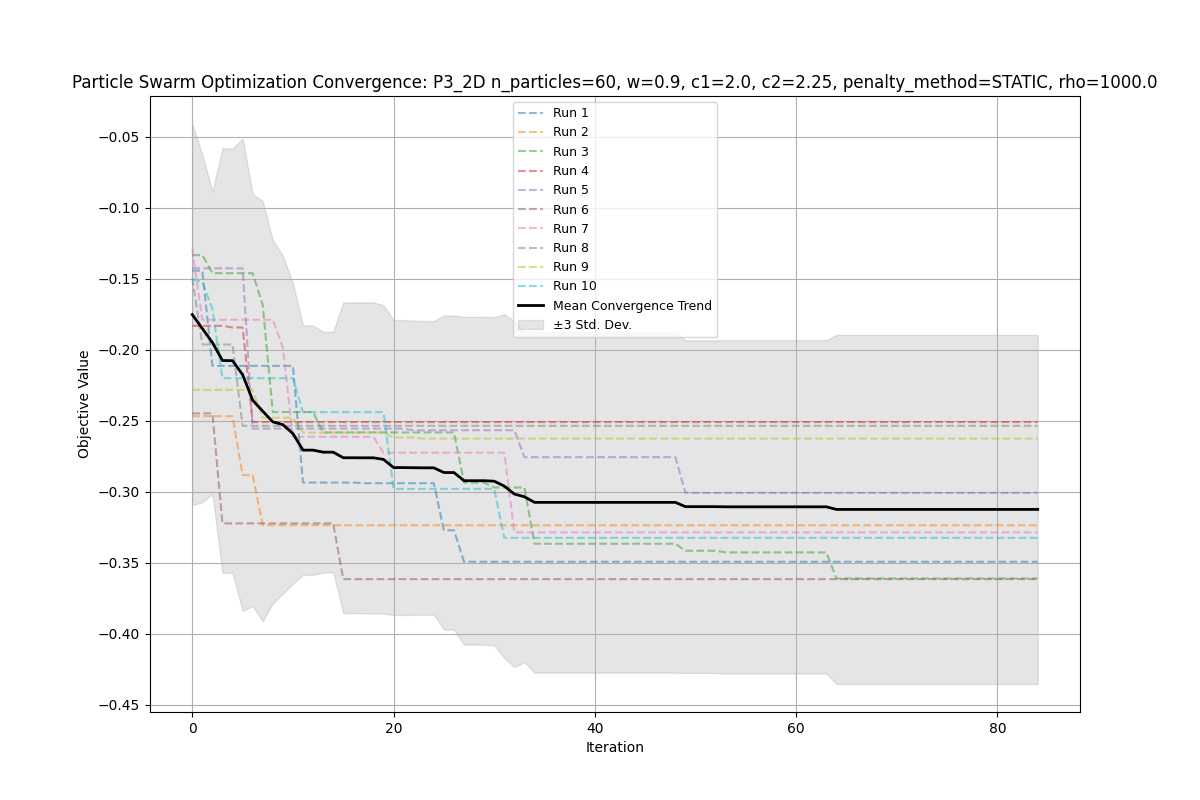 Particle Swarm Optimization Convergence: P3_2D n_particles=60, w=0.9, c1=2.0, c2=2.25, penalty_method=STATIC, rho=1000.0
Run 1
Run 2
Run 3
Run 4
Run 5
Run 6
Run 7
Run 8
Run 9
Run 10
Mean Convergence Trend
±3 Std. Dev.
Objective Value
−0.05
−0.10
−0.15
−0.20
−0.25
−0.30
−0.35
−0.40
−0.45
0
20
40
60
80
Iteration